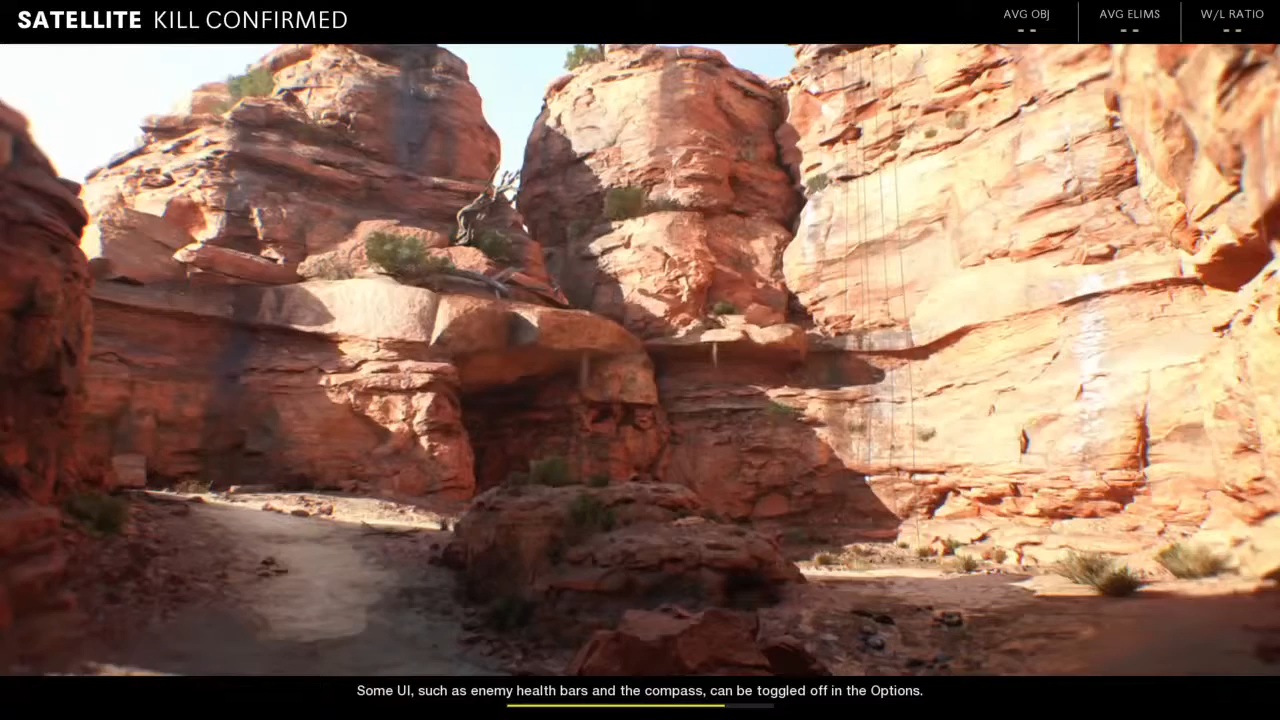 SATELLITE KILL CONFIRMED
AVG OBJ
--
AVG ELIMS
--
W/L RATIO
--
Some UI, such as enemy health bars and the compass, can be toggled off in the Options.